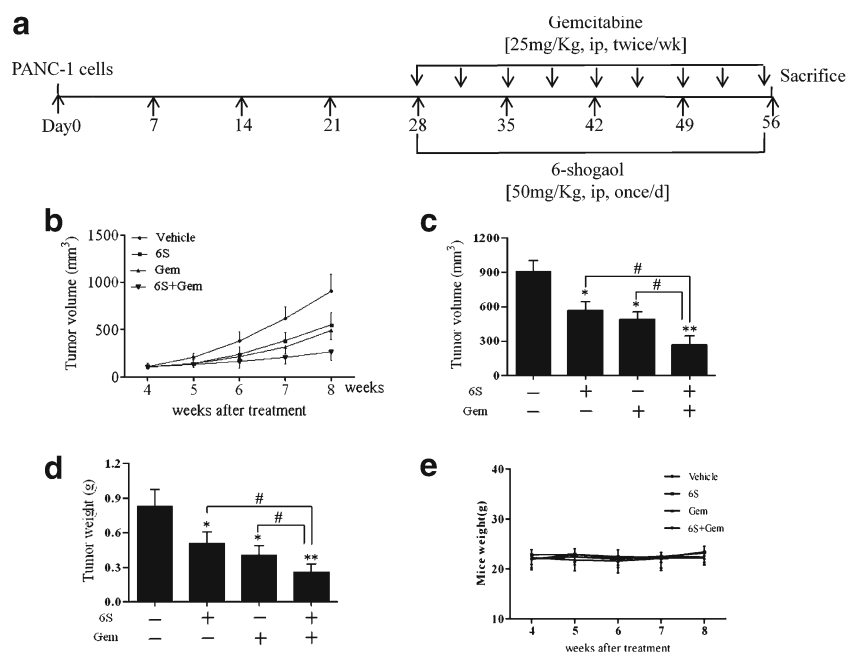 a
Gemcitabine
[25mg/Kg, ip, twice/wk]
PANC-1 cells
Sacrifice
Day0 7 14 21 28 35 42 49 56
6-shogaol
[50mg/Kg, ip, once/d]
b
Tumor volume (mm3)
1500
1000
500
0
Vehicle
6S
Gem
6S+Gem
4 5 6 7 8 weeks
weeks after treatment
c
Tumor volume (mm3)
1200
900
600
300
0
#
#
* * **
6S − + − +
Gem − − + +
d
Tumor weight (g)
1.2
0.9
0.6
0.3
0.0
#
#
* * **
6S − + − +
Gem − − + +
e
Mice weight(g)
40
30
20
10
Vehicle
6S
Gem
6S+Gem
4 5 6 7 8
weeks after treatment